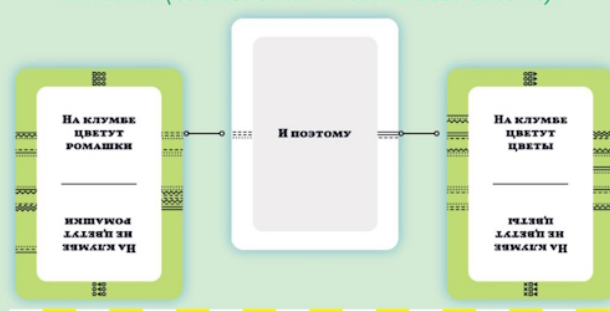 На клумбе
цветут
ромашки
На клумбе
не цветут
ромашки
И поэтому
На клумбе
цветут
цветы
На клумбе
не цветут
цветы